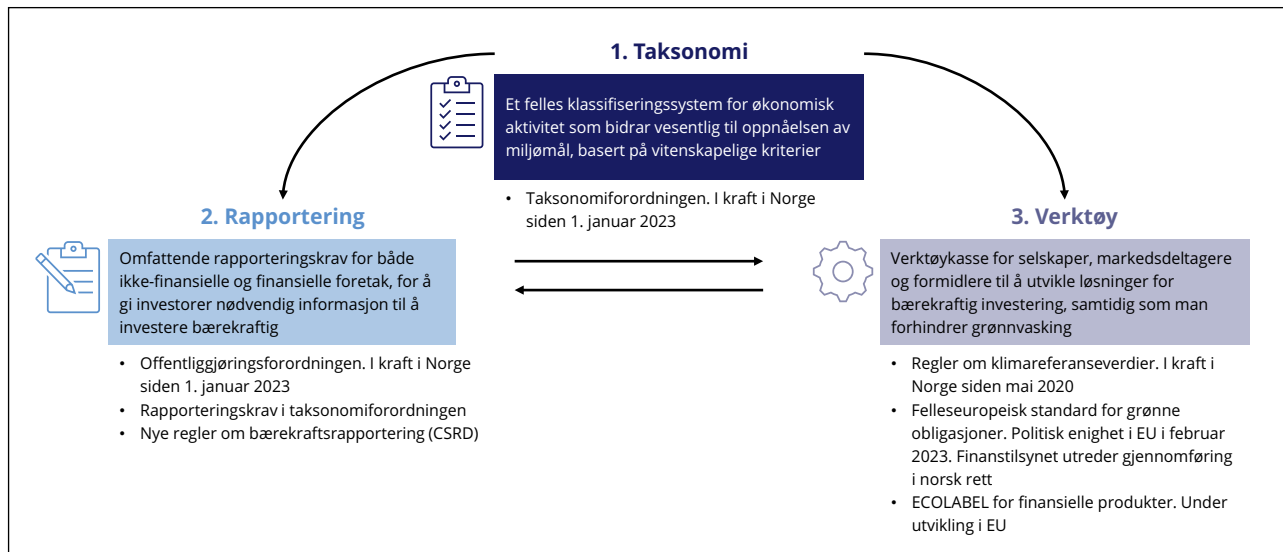 1. Taksonomi
Et felles klassifiseringssystem for økonomisk
aktivitet som bidrar vesentlig til oppnåelsen av
miljømål, basert på vitenskapelige kriterier
• Taksonomiforordningen. I kraft i Norge
siden 1. januar 2023
2. Rapportering
Omfattende rapporteringskrav for både
ikke-finansielle og finansielle foretak, for å
gi investorer nødvendig informasjon til å
investere bærekraftig
• Offentliggjøringsforordningen. I kraft i Norge
siden 1. januar 2023
• Rapporteringskrav i taksonomiforordningen
• Nye regler om bærekraftsrapportering (CSRD)
3. Verktøy
Verktøykasse for selskaper, markedsdeltagere
og formidlere til å utvikle løsninger for
bærekraftig investering, samtidig som man
forhindrer grønnvasking
• Regler om klimareferanseverdier. I kraft i
Norge siden mai 2020
• Felleseuropeisk standard for grønne
obligasjoner. Politisk enighet i EU i februar
2023. Finanstilsynet utreder gjennomføring
i norsk rett
• ECOLABEL for finansielle produkter. Under
utvikling i EU